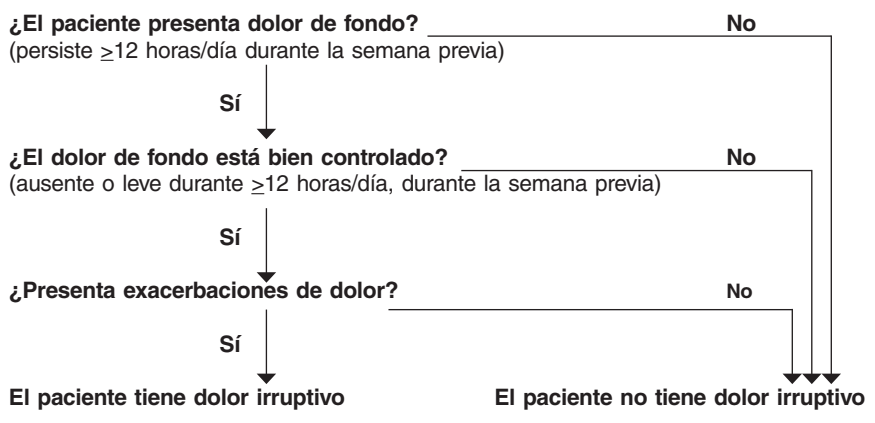 ¿El paciente presenta dolor de fondo? No
(persiste ≥12 horas/día durante la semana previa)
Sí
¿El dolor de fondo está bien controlado? No
(ausente o leve durante ≥12 horas/día, durante la semana previa)
Sí
¿Presenta exacerbaciones de dolor? No
Sí
El paciente tiene dolor irruptivo El paciente no tiene dolor irruptivo